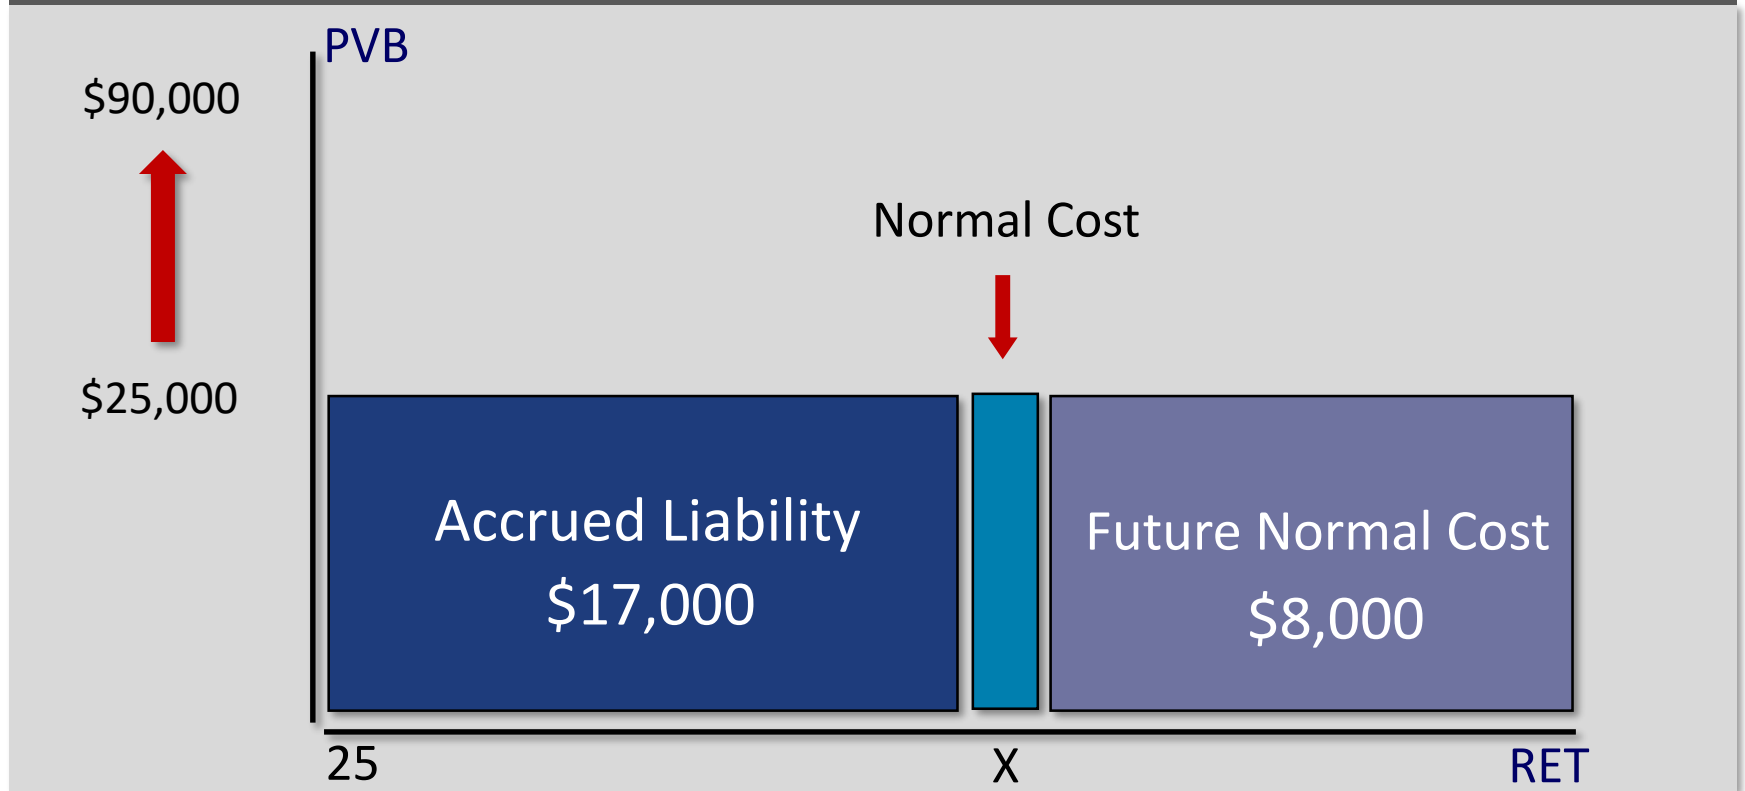 PVB
$90,000
Normal Cost
$25,000
Accrued Liability
$17,000
Future Normal Cost
$8,000
25
X
RET